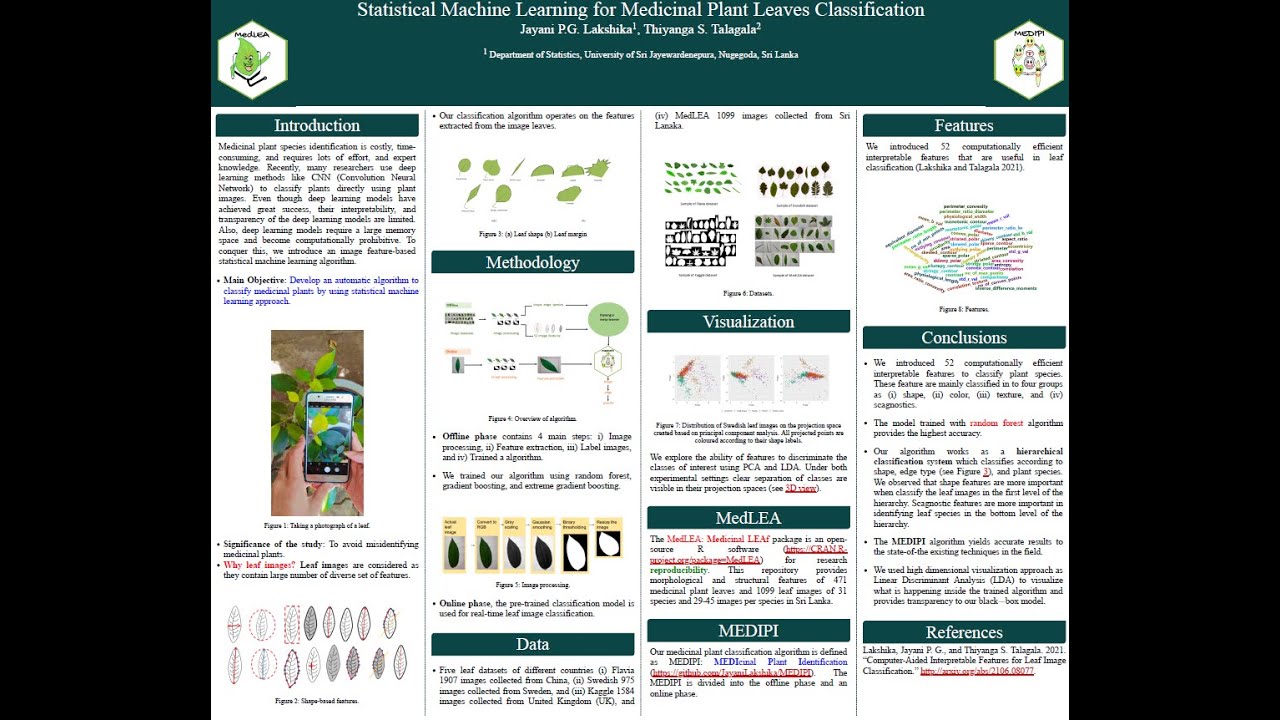 Statistical Machine Learning for Medicinal Plant Leaves Classification
Jayani P.G. Lakshika1, Thiyanga S. Talagala2
1 Department of Statistics, University of Sri Jayewardenepura, Nugegoda, Sri Lanka
MedLEA
MEDIPI
Introduction
Medicinal plant species identification is costly, time-
consuming, and requires lots of effort, and expert
knowledge. Recently, many researchers use deep
learning methods like CNN (Convolution Neural
Network) to classify plants directly using plant
images. Even though deep learning models have
achieved great success, their interpretability, and
transparency of the deep learning models are limited.
Also, deep learning models require a large memory
space and become computationally prohibitive. To
conquer this, we introduce an image feature-based
statistical machine learning algorithm.
• Main Objective: Develop an automatic algorithm to
classify medicinal plants by using statistical machine
learning approach.
Figure 1: Taking a photograph of a leaf.
• Significance of the study: To avoid misidentifying
medicinal plants.
• Why leaf images? Leaf images are considered as
they contain large number of diverse set of features.
Figure 2: Shape-based features.
• Our classification algorithm operates on the features
extracted from the image leaves.
Figure 3: (a) Leaf shape (b) Leaf margin
Methodology
Figure 4: Overview of algorithm.
• Offline phase contains 4 main steps: i) Image
processing, ii) Feature extraction, iii) Label images,
and iv) Trained a algorithm.
• We trained our algorithm using random forest,
gradient boosting, and extreme gradient boosting.
Actual leaf image
Convert to RGB
Grey scaling
Gaussian smoothing
Binary thresholding
Resize the image
Figure 5: Image processing.
• Online phase, the pre-trained classification model is
used for real-time leaf image classification.
Data
• Five leaf datasets of different countries (i) Flavia
1907 images collected from China, (ii) Swedish 975
images collected from Sweden, and (iii) Kaggle 1584
images collected from United Kingdom (UK), and
(iv) MedLEA 1099 images collected from Sri
Lanaka.
Sample of Flavia dataset
Sample of Swedish dataset
Sample of Kaggle dataset
Sample of MedLEA dataset
Figure 6: Datasets.
Visualization
Figure 7: Distribution of Swedish leaf images on the projection space
created based on principal component analysis. All projected points are
coloured according to their shape labels.
We explore the ability of features to discriminate the
classes of interest using PCA and LDA. Under both
experimental settings clear separation of classes are
visible in their projection spaces (see 3D view).
MedLEA
The MedLEA: Medicinal LEAf package is an open-
source R software (https://CRAN.R-
project.org/package=MedLEA) for research
reproducibility. This repository provides
morphological and structural features of 471
medicinal plant leaves and 1099 leaf images of 31
species and 29-45 images per species in Sri Lanka.
MEDIPI
Our medicinal plant classification algorithm is defined
as MEDIPI: MEDIcinal Plant Identification
(https://github.com/JayaniLakshika/MEDIPI). The
MEDIPI is divided into the offline phase and an
online phase.
Features
We introduced 52 computationally efficient
interpretable features that are useful in leaf
classification (Lakshika and Talagala 2021).
perimeter_convexity
perimeter_ratio_diameter
physiological_width
monotonic_contour
aspect_ratio
eccentricity
correlation
inverse_difference_moments
Figure 8: Features.
Conclusions
• We introduced 52 computationally efficient
interpretable features to classify plant species.
These feature are mainly classified in to four groups
as (i) shape, (ii) color, (iii) texture, and (iv)
scagnostics.
• The model trained with random forest algorithm
provides the highest accuracy.
• Our algorithm works as a hierarchical
classification system which classifies according to
shape, edge type (see Figure 3), and plant species.
We observed that shape features are more important
when classify the leaf images in the first level of the
hierarchy. Scagnostic features are more important in
identifying leaf species in the bottom level of the
hierarchy.
• The MEDIPI algorithm yields accurate results to
the state-of-the existing techniques in the field.
• We used high dimensional visualization approach as
Linear Discriminant Analysis (LDA) to visualize
what is happening inside the trained algorithm and
provides transparency to our black–box model.
References
Lakshika, Jayani P. G., and Thiyanga S. Talagala. 2021.
“Computer-Aided Interpretable Features for Leaf Image
Classification.” http://arxiv.org/abs/2106.08077.